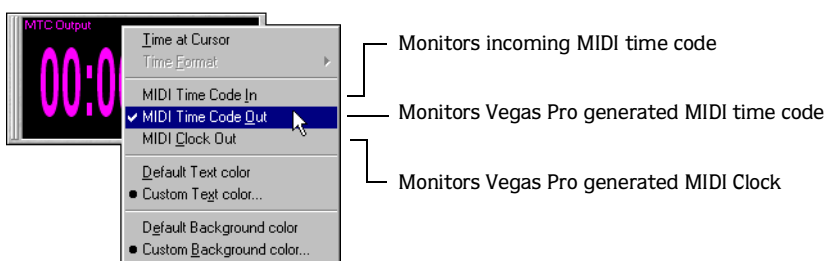 MTC Output
00:0
Time at Cursor
Time Format
MIDI Time Code In
MIDI Time Code Out
MIDI Clock Out
Default Text color
Custom Text color...
Default Background color
Custom Background color...
Monitors incoming MIDI time code
Monitors Vegas Pro generated MIDI time code
Monitors Vegas Pro generated MIDI Clock